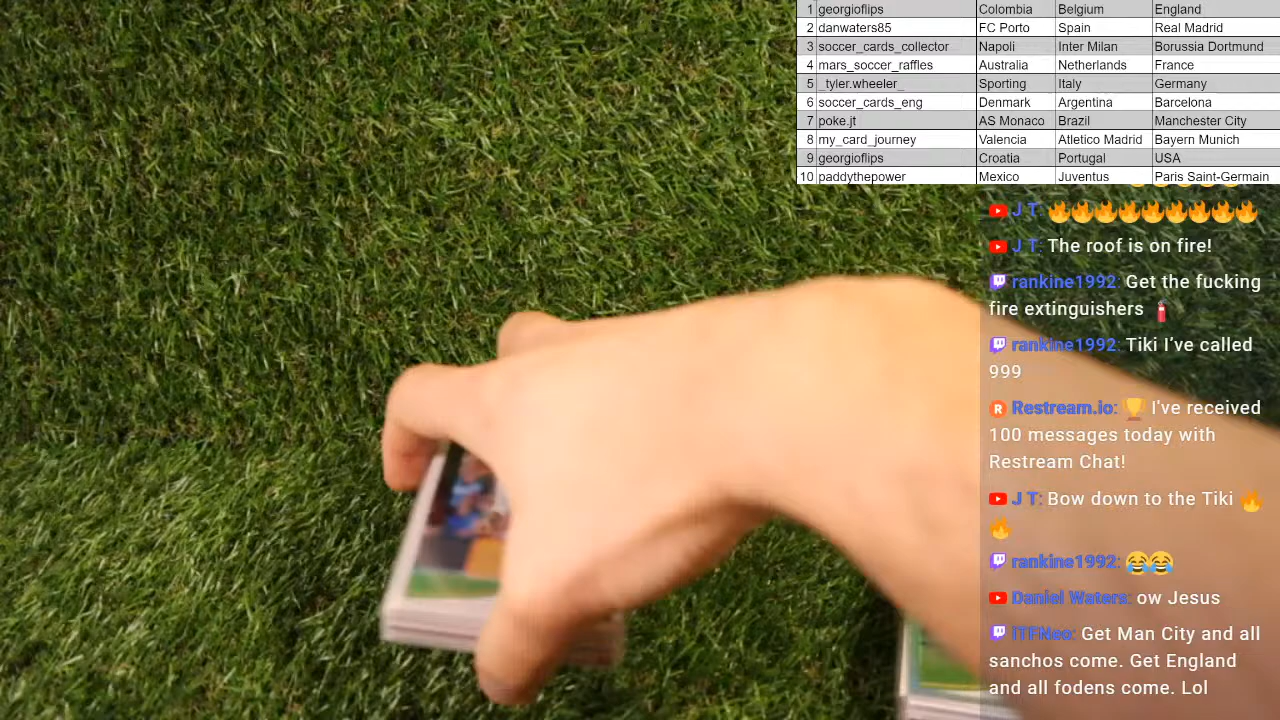 1 georgioflips Colombia Belgium England
2 danwaters85 FC Porto Spain Real Madrid
3 soccer_cards_collector Napoli Inter Milan Borussia Dortmund
4 mars_soccer_raffles Australia Netherlands France
5 _tyler.wheeler_ Sporting Italy Germany
6 soccer_cards_eng Denmark Argentina Barcelona
7 poke.jt AS Monaco Brazil Manchester City
8 my_card_journey Valencia Atletico Madrid Bayern Munich
9 georgioflips Croatia Portugal USA
10 paddythepower Mexico Juventus Paris Saint-Germain
J T: 🔥🔥🔥🔥🔥🔥🔥🔥🔥
J T: The roof is on fire!
rankine1992: Get the fucking
fire extinguishers 🧯
rankine1992: Tiki I've called
999
Restream.io: 🏆 I've received
100 messages today with
Restream Chat!
J T: Bow down to the Tiki 🔥
🔥
rankine1992: 😂😂
Daniel Waters: ow Jesus
iTFNeo: Get Man City and all
sanchos come. Get England
and all fodens come. Lol